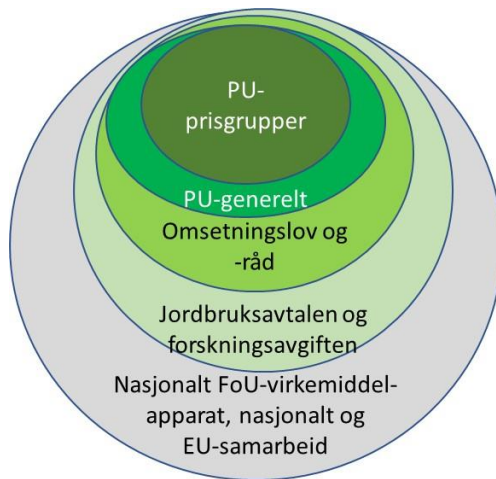 PU-
prisgrupper
PU-generelt
Omsetningslov og
-råd
Jordbruksavtalen og
forskningsavgiften
Nasjonalt FoU-virkemiddel-
apparat, nasjonalt og
EU-samarbeid